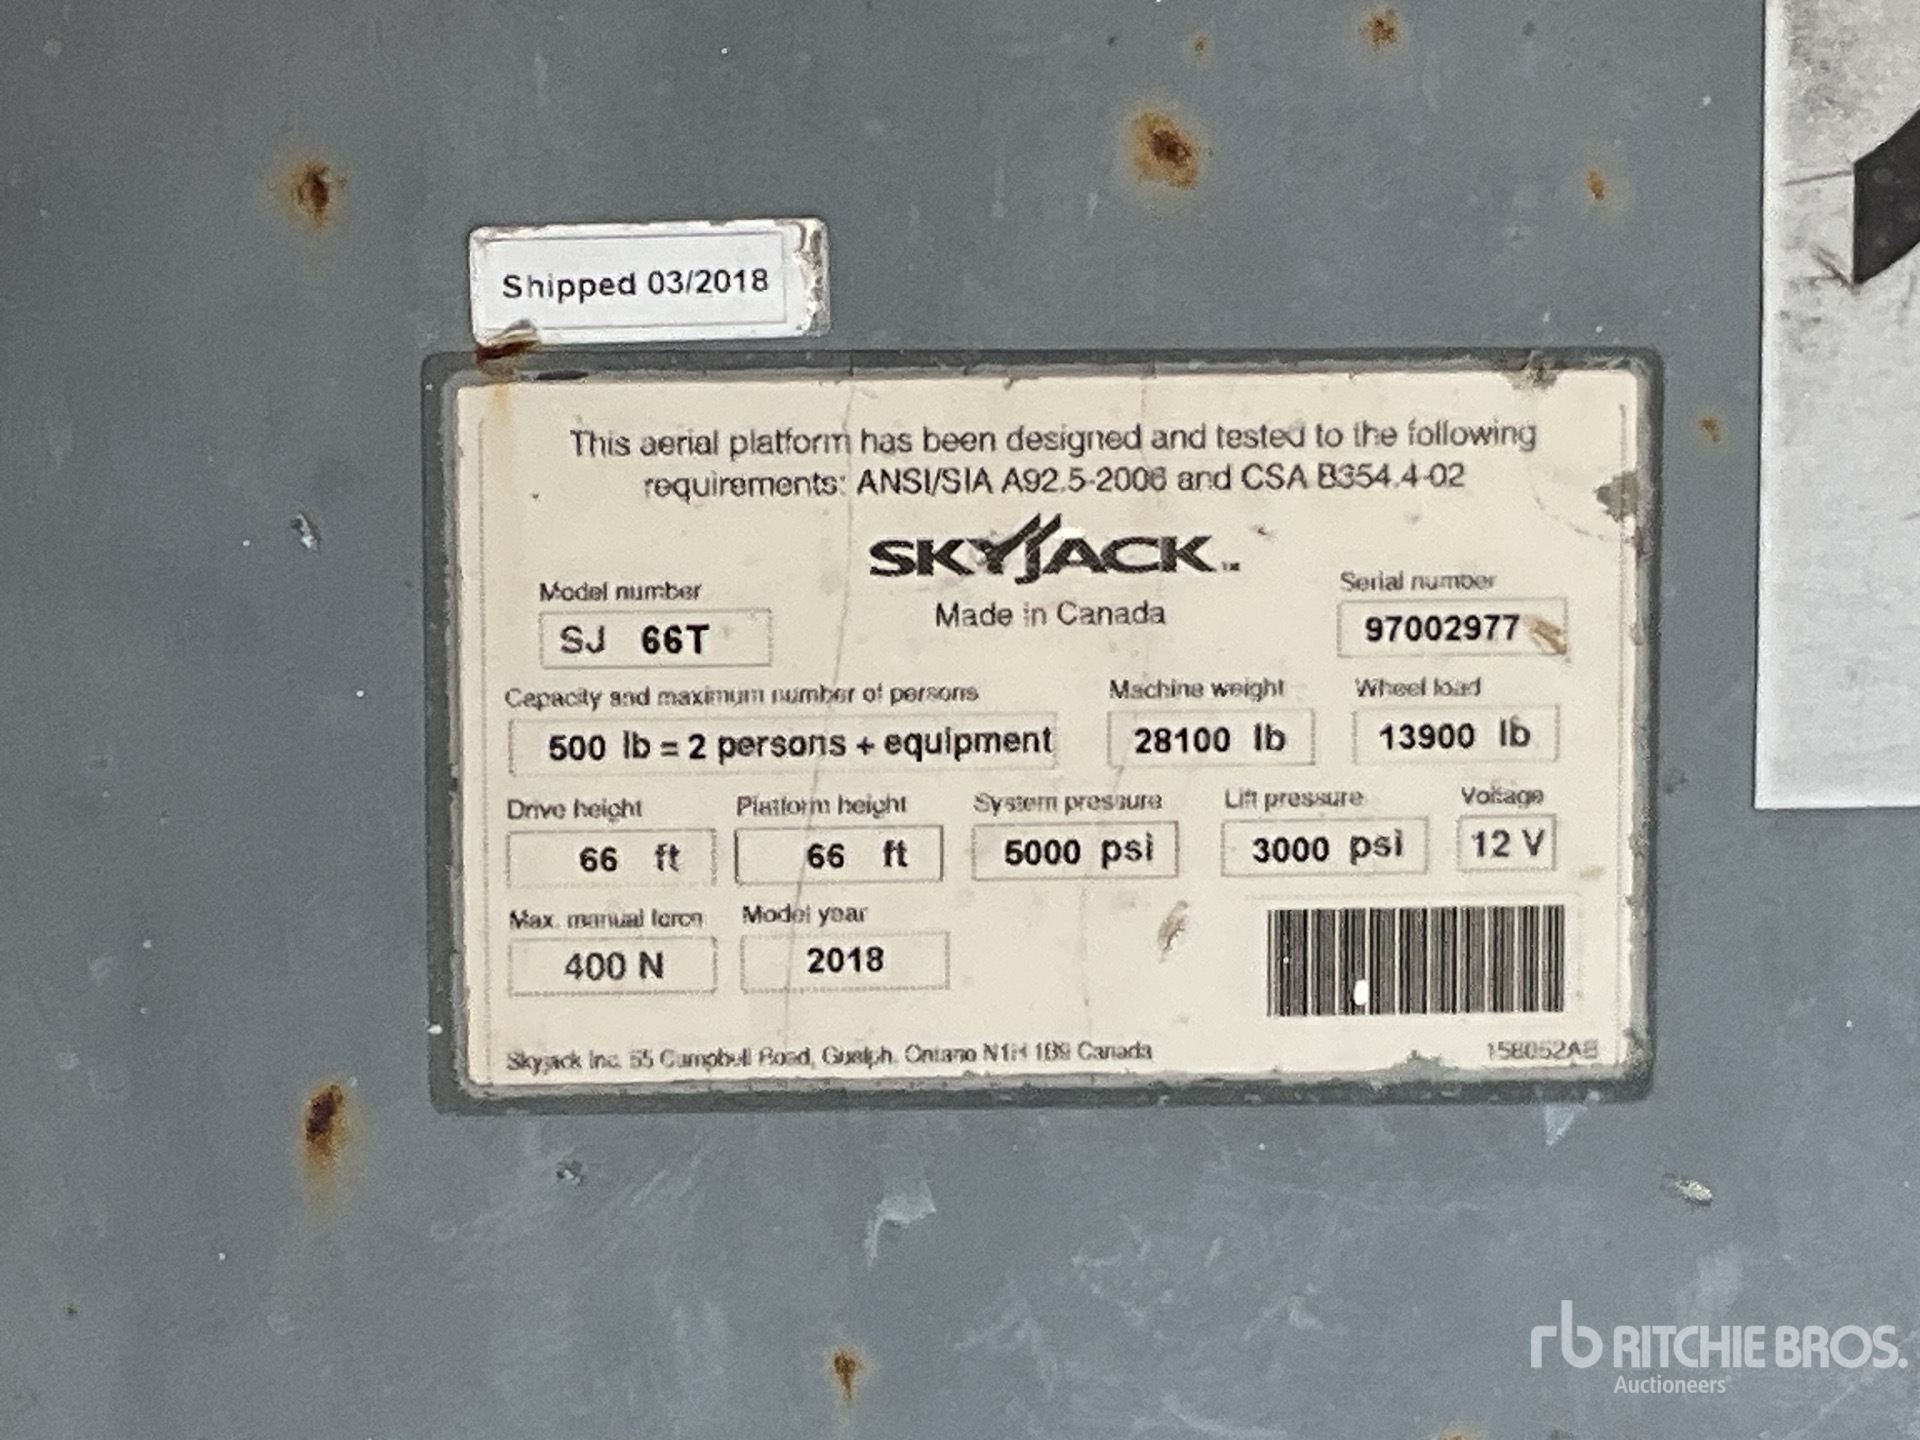 Shipped 03/2018
This aerial platform has been designed and tested to the following
requirements: ANSI/SIA A92.5-2006 and CSA B354.4-02
SKYJACK™
Made in Canada
Model number
SJ 66T
Serial number
97002977
Capacity and maximum number of persons
500 lb = 2 persons + equipment
Machine weight
28100 lb
Wheel load
13900 lb
Drive height
66 ft
Platform height
66 ft
System pressure
5000 psi
Lift pressure
3000 psi
Voltage
12 V
Max. manual force
400 N
Model year
2018
Skyjack Inc. 55 Campbell Road, Guelph, Ontario N1H 1B9 Canada
158052AB
rb RITCHIE BROS.
Auctioneers